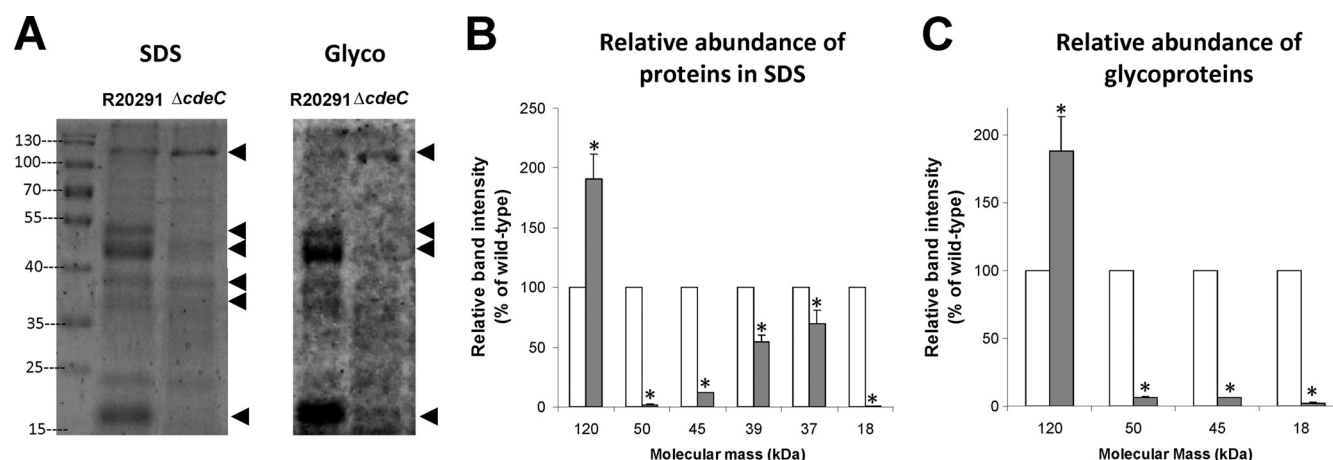 A
SDS
Glyco
R20291 ΔcdeC
R20291 ΔcdeC
130---
100---
70---
55---
40---
35---
25---
15--
B
Relative abundance of
proteins in SDS
Relative band intensity
(% of wild-type)
250
200
150
100
50
0
*
*
*
*
*
*
120 50 45 39 37 18
Molecular mass (kDa)
C
Relative abundance of
glycoproteins
Relative band intensity
(% of wild-type)
200
150
100
50
0
*
*
*
*
120 50 45 18
Molecular Mass (kDa)